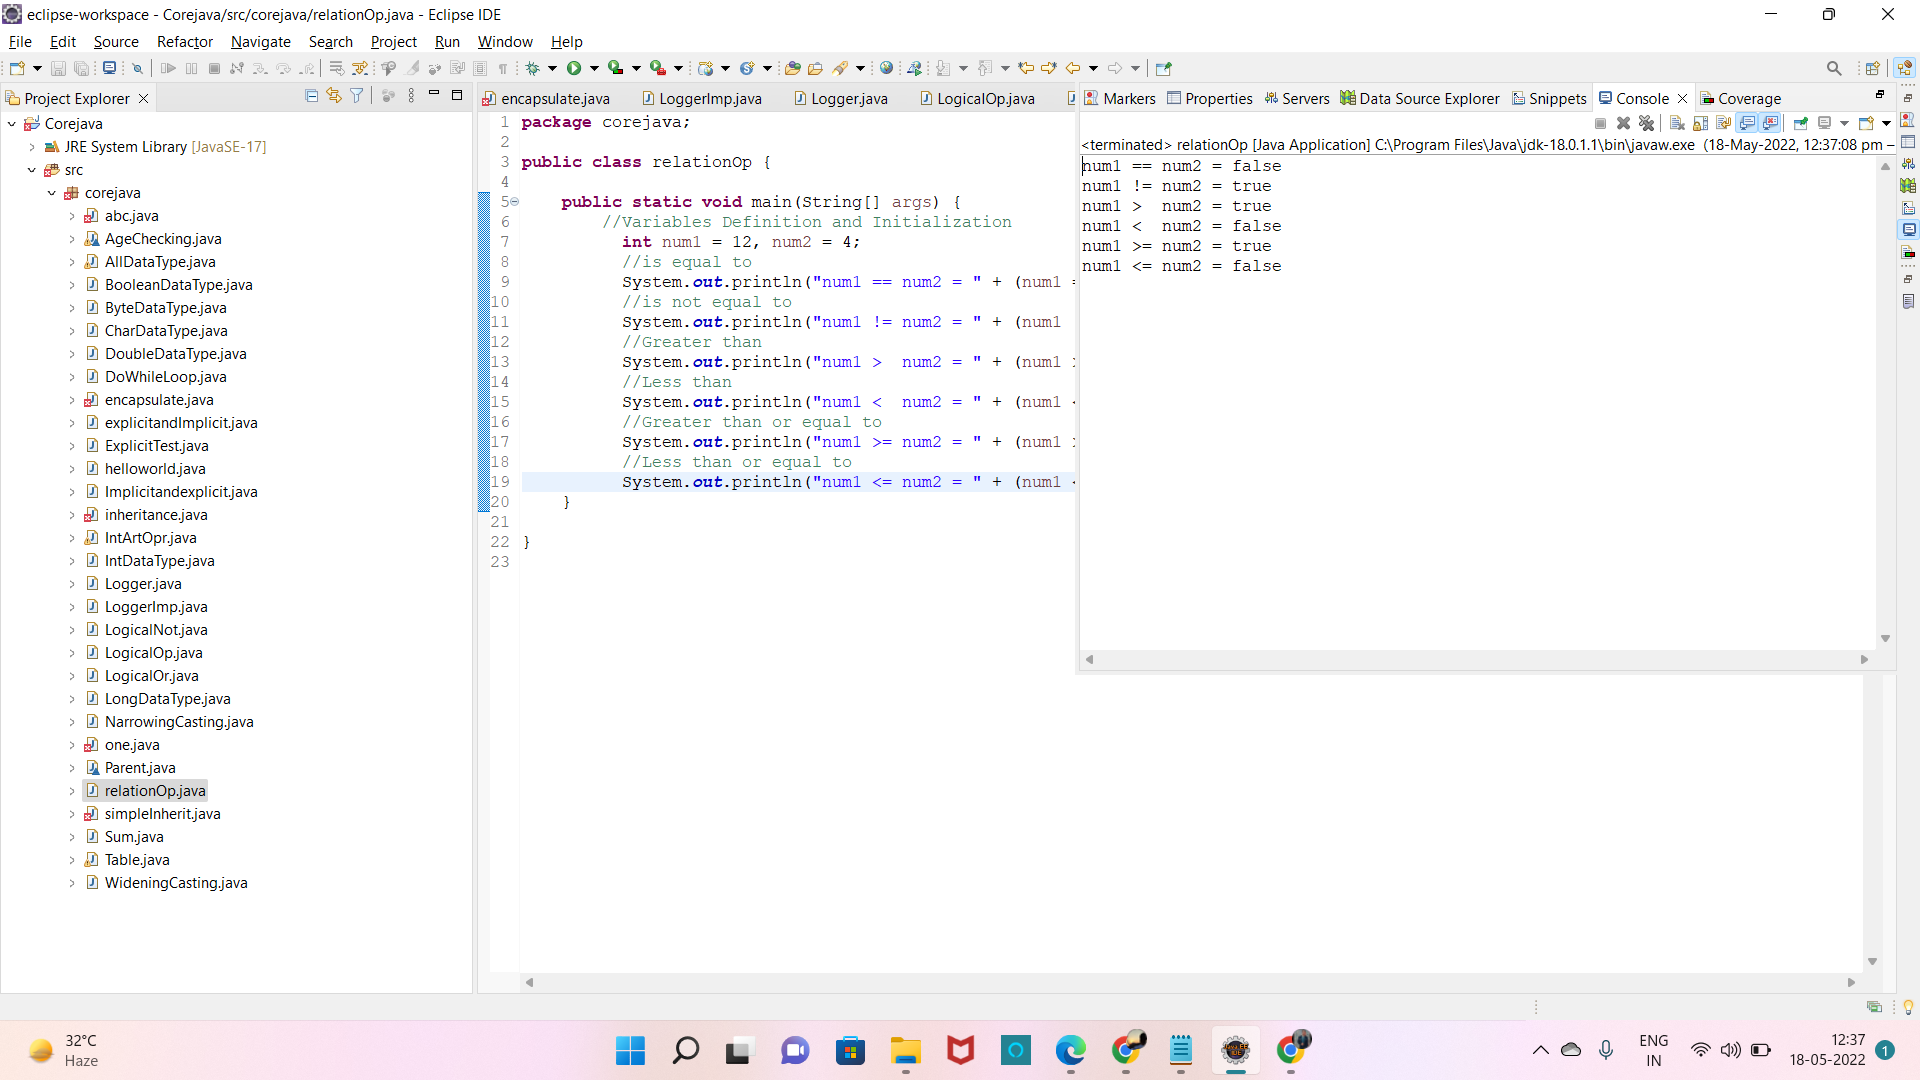 eclipse-workspace - Corejava/src/corejava/relationOp.java - Eclipse IDE
File Edit Source Refactor Navigate Search Project Run Window Help
Project Explorer
Corejava
JRE System Library [JavaSE-17]
src
corejava
abc.java
AgeChecking.java
AllDataType.java
BooleanDataType.java
ByteDataType.java
CharDataType.java
DoubleDataType.java
DoWhileLoop.java
encapsulate.java
explicitandImplicit.java
ExplicitTest.java
helloworld.java
Implicitandexplicit.java
inheritance.java
IntArtOpr.java
IntDataType.java
Logger.java
LoggerImp.java
LogicalNot.java
LogicalOp.java
LogicalOr.java
LongDataType.java
NarrowingCasting.java
one.java
Parent.java
relationOp.java
simpleInherit.java
Sum.java
Table.java
WideningCasting.java
encapsulate.java LoggerImp.java Logger.java LogicalOp.java
1 package corejava;
2
3 public class relationOp {
4
5 public static void main(String[] args) {
6 //Variables Definition and Initialization
7 int num1 = 12, num2 = 4;
8 //is equal to
9 System.out.println("num1 == num2 = " + (num1 =
10 //is not equal to
11 System.out.println("num1 != num2 = " + (num1
12 //Greater than
13 System.out.println("num1 >  num2 = " + (num1 >
14 //Less than
15 System.out.println("num1 <  num2 = " + (num1 <
16 //Greater than or equal to
17 System.out.println("num1 >= num2 = " + (num1 >
18 //Less than or equal to
19 System.out.println("num1 <= num2 = " + (num1 <
20 }
21
22 }
23
Markers Properties Servers Data Source Explorer Snippets Console Coverage
<terminated> relationOp [Java Application] C:\Program Files\Java\jdk-18.0.1.1\bin\javaw.exe (18-May-2022, 12:37:08 pm –
num1 == num2 = false
num1 != num2 = true
num1 >  num2 = true
num1 <  num2 = false
num1 >= num2 = true
num1 <= num2 = false
32°C
Haze
ENG
IN
12:37
18-05-2022
1